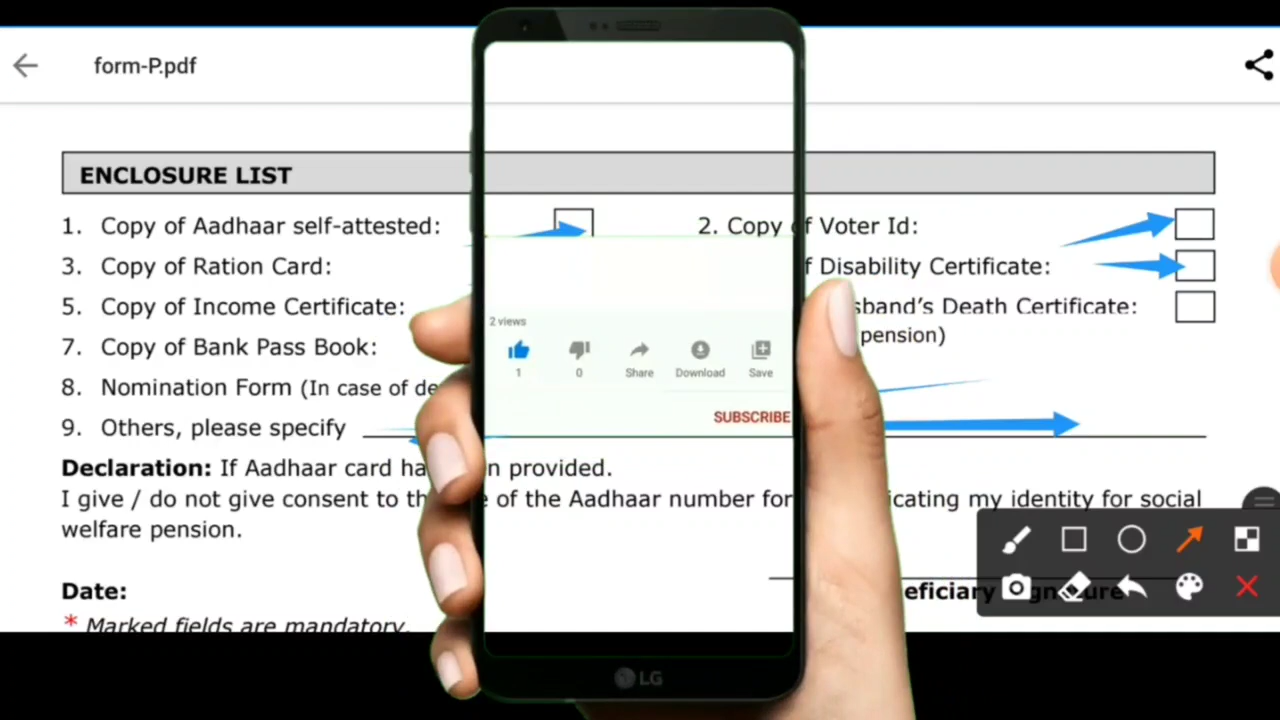 form-P.pdf
ENCLOSURE LIST
1. Copy of Aadhaar self-attested:
2. Copy of Voter Id:
3. Copy of Ration Card:
f Disability Certificate:
5. Copy of Income Certificate:
sband's Death Certificate:
pension)
7. Copy of Bank Pass Book:
8. Nomination Form (In case of de
9. Others, please specify
2 views
1
0
Share
Download
Save
SUBSCRIBE
Declaration: If Aadhaar card ha n provided.
I give / do not give consent to th e of the Aadhaar number for icating my identity for social
welfare pension.
Date:
eficiary Signature
* Marked fields are mandatory.
LG